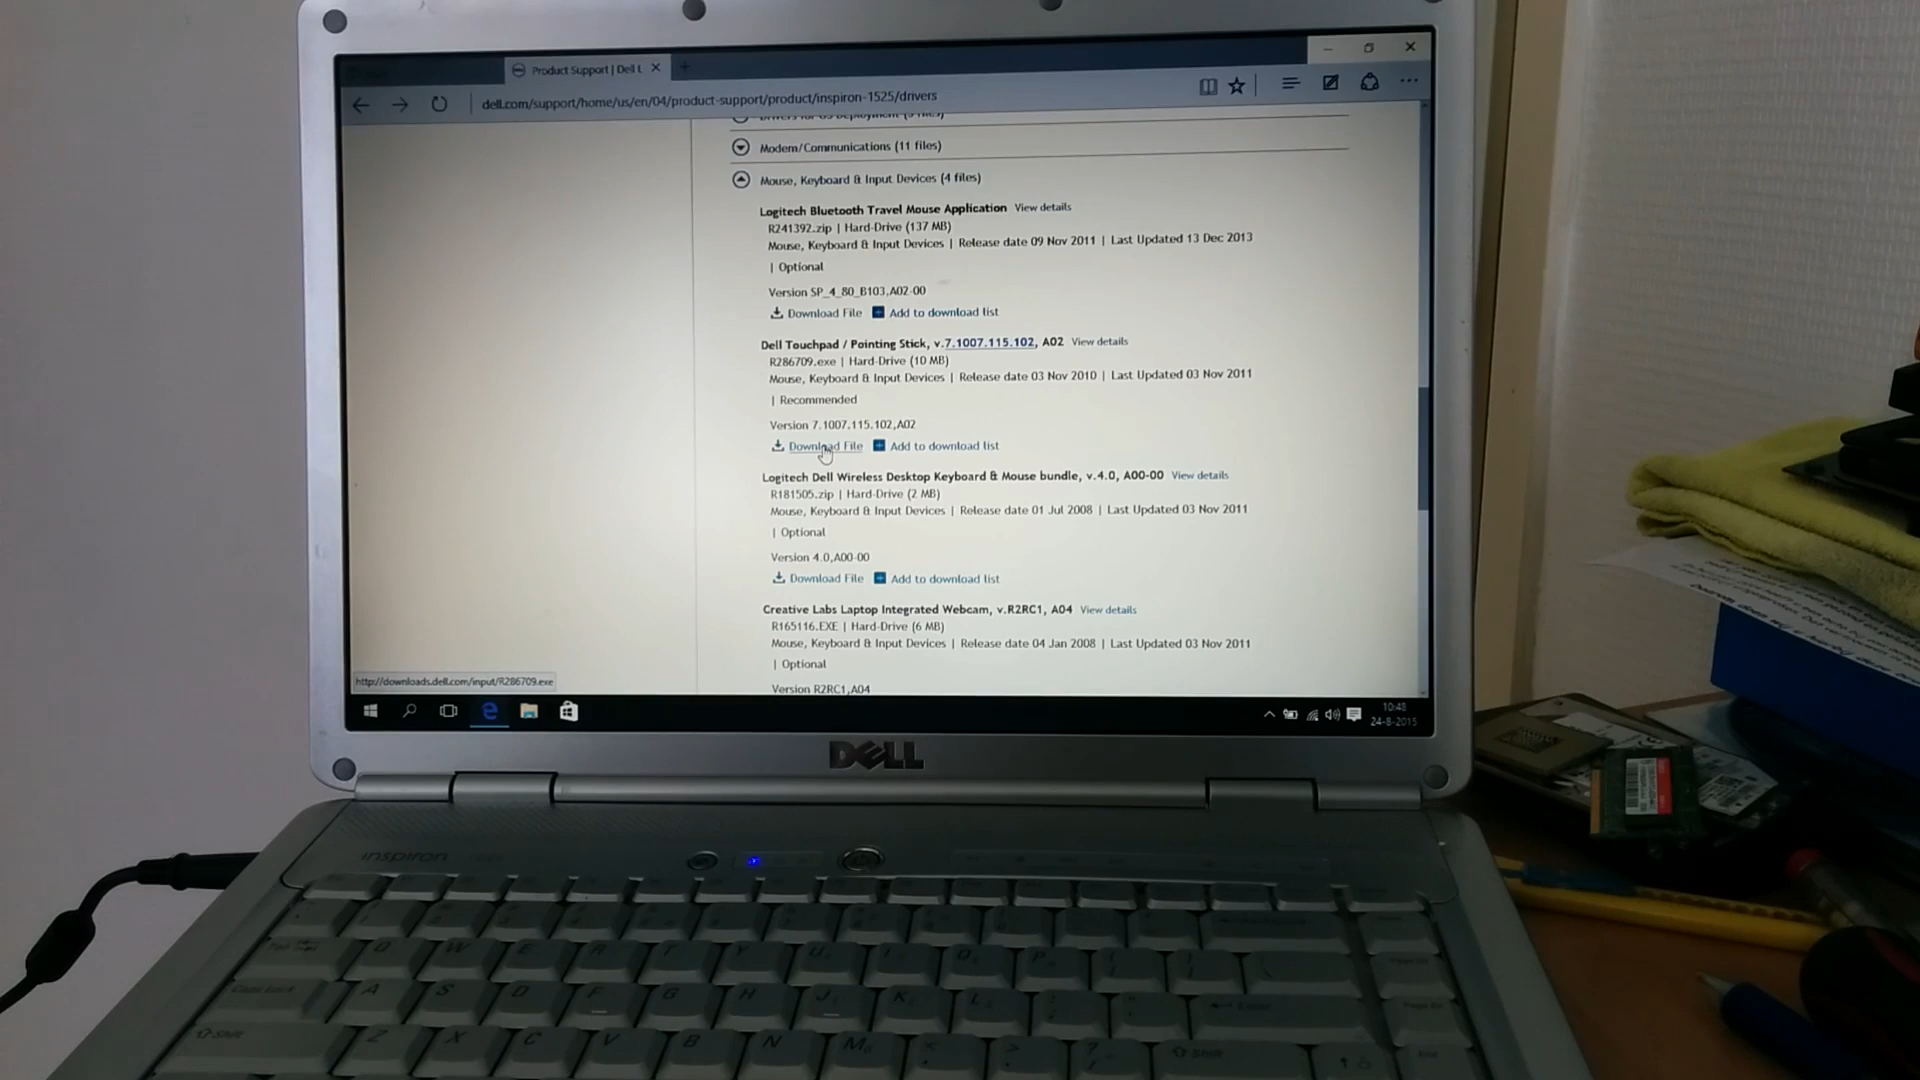 Product Support | Dell U
dell.com/support/home/us/en/04/product-support/product/inspiron-1525/drivers
Modem/Communications (11 files)
Mouse, Keyboard & Input Devices (4 files)
Logitech Bluetooth Travel Mouse Application View details
R241392.zip | Hard-Drive (137 MB)
Mouse, Keyboard & Input Devices | Release date 09 Nov 2011 | Last Updated 13 Dec 2013
| Optional
Version SP_4_80_B103,A02-00
Download File Add to download list
Dell Touchpad / Pointing Stick, v.7.1007.115.102, A02 View details
R286709.exe | Hard-Drive (10 MB)
Mouse, Keyboard & Input Devices | Release date 03 Nov 2010 | Last Updated 03 Nov 2011
| Recommended
Version 7.1007.115.102,A02
Download File Add to download list
Logitech Dell Wireless Desktop Keyboard & Mouse bundle, v.4.0, A00-00 View details
R181505.zip | Hard-Drive (2 MB)
Mouse, Keyboard & Input Devices | Release date 01 Jul 2008 | Last Updated 03 Nov 2011
| Optional
Version 4.0,A00-00
Download File Add to download list
Creative Labs Laptop Integrated Webcam, v.R2RC1, A04 View details
R165116.EXE | Hard-Drive (6 MB)
Mouse, Keyboard & Input Devices | Release date 04 Jan 2008 | Last Updated 03 Nov 2011
| Optional
Version R2RC1,A04
http://downloads.dell.com/input/R286709.exe
10:48
24-8-2015
DELL
inspiron
Tab Q W E R T Y U I O P
Caps Lock A S D F G H J K L Enter
Shift Z X C V B N M Shift